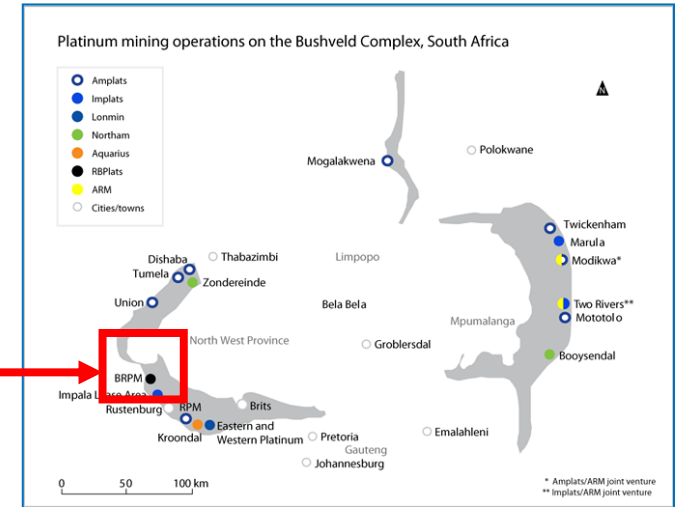 Platinum mining operations on the Bushveld Complex, South Africa
Amplats
Implats
Lonmin
Northam
Aquarius
RBPlats
ARM
Cities/towns
N
Mogalakwena
Polokwane
Twickenham
Marula
Modikwa*
Two Rivers**
Mototolo
Booysendal
Dishaba
Thabazimbi
Tumela
Zondereinde
Union
Limpopo
Bela Bela
Mpumalanga
North West Province
Groblersdal
BRPM
Impala Lease Area
Rustenburg
RPM
Brits
Kroondal
Eastern and
Western Platinum
Pretoria
Emalahleni
Gauteng
Johannesburg
0 50 100 km
* Amplats/ARM joint venture
** Implats/ARM joint venture